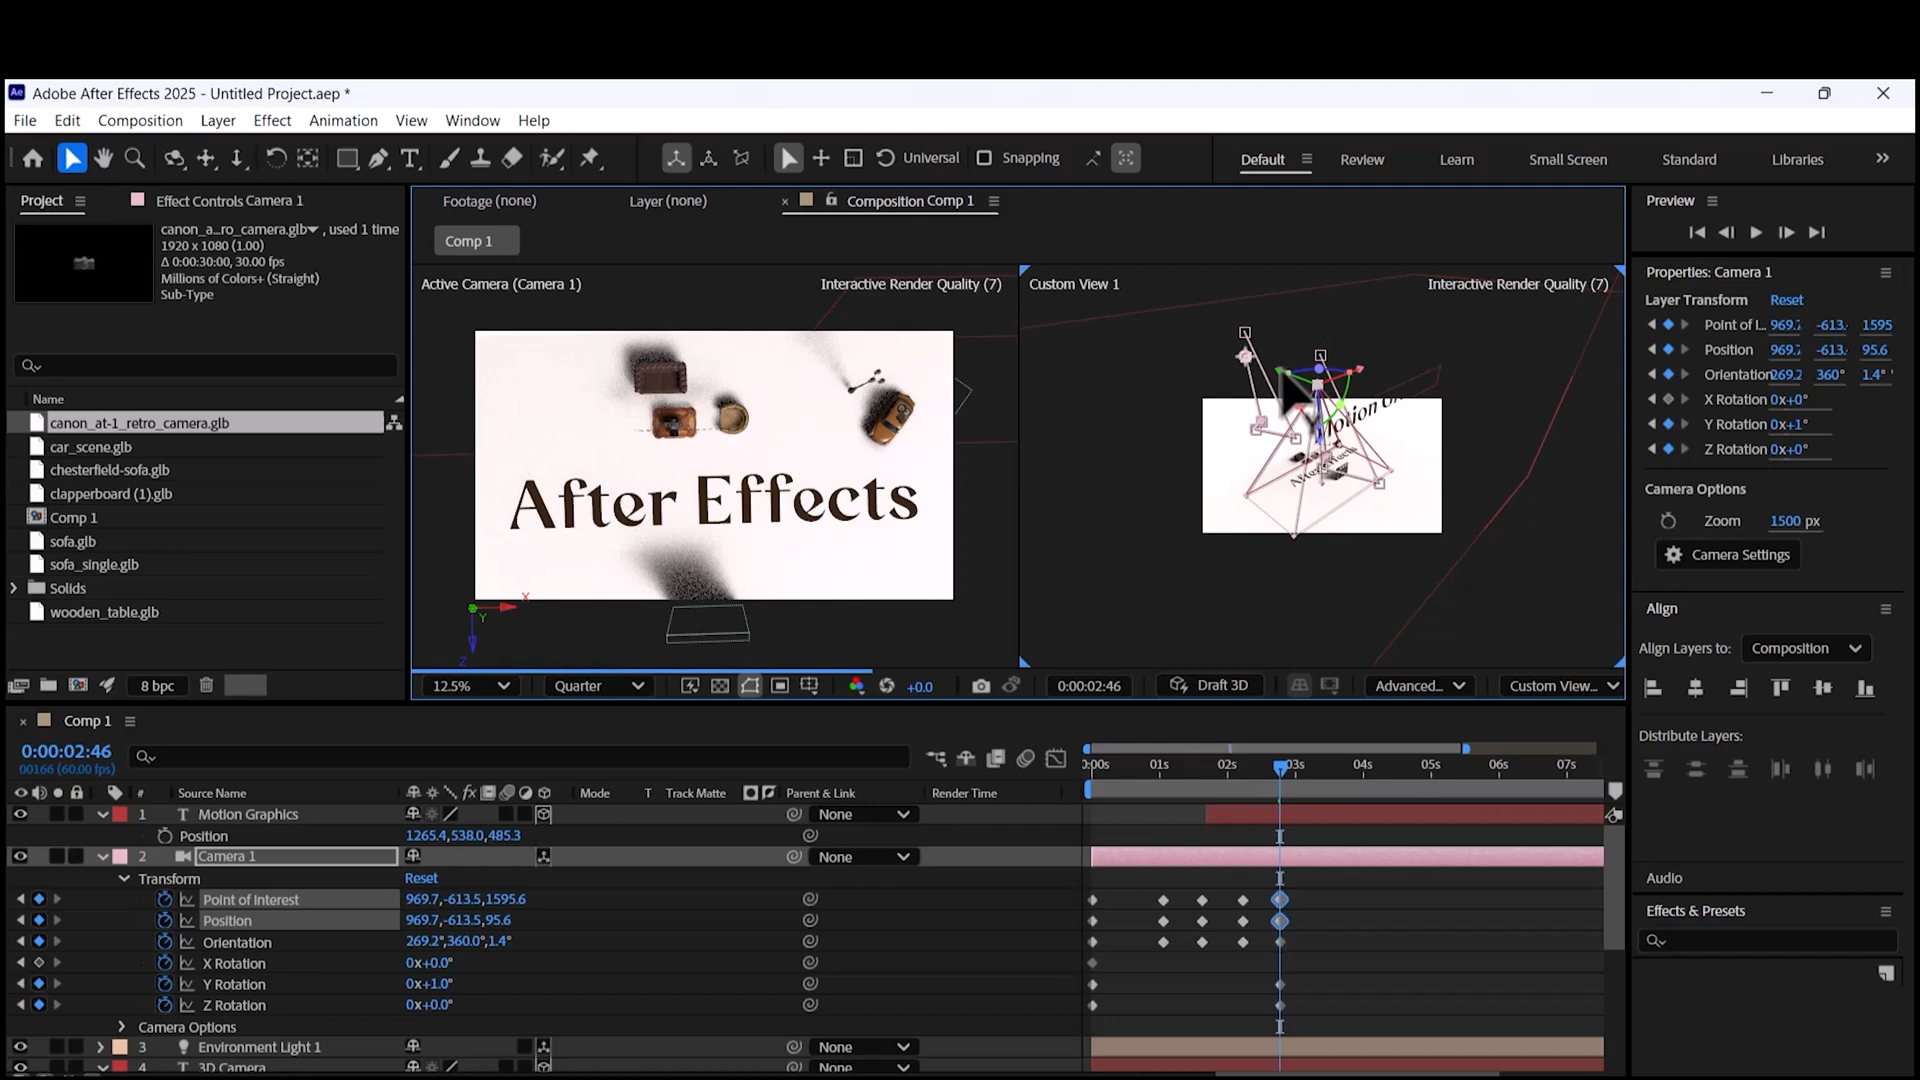 Adobe After Effects 2025 - Untitled Project.aep *
File Edit Composition Layer Effect Animation View Window Help
Universal Snapping Default Review Learn Small Screen Standard Libraries
Project Effect Controls Camera 1
canon_a...ro_camera.glb , used 1 time
1920 x 1080 (1.00)
Δ 0:00:30:00, 30.00 fps
Millions of Colors+ (Straight)
Sub-Type
Name
canon_at-1_retro_camera.glb
car_scene.glb
chesterfield-sofa.glb
clapperboard (1).glb
Comp 1
sofa.glb
sofa_single.glb
Solids
wooden_table.glb
8 bpc
Footage (none) Layer (none) × Composition Comp 1
Comp 1
Active Camera (Camera 1) Interactive Render Quality (7)
After Effects
X
Y
Z
Custom View 1 Interactive Render Quality (7)
After Effects
12.5% Quarter +0.0 0:00:02:46 Draft 3D Advanced... Custom View...
Preview
Properties: Camera 1
Layer Transform Reset
Point of I... 969.7 -613. 1595
Position 969.7 -613. 95.6
Orientation 269.2 360° 1.4°
X Rotation 0x+0°
Y Rotation 0x+1°
Z Rotation 0x+0°
Camera Options
Zoom 1500 px
Camera Settings
Align
Align Layers to: Composition
Distribute Layers:
Audio
Effects & Presets
× Comp 1
0:00:02:46
00166 (60.00 fps)
# Source Name fx Mode T Track Matte Parent & Link Render Time
0:00s 01s 02s 03s 04s 05s 06s 07s
1 T Motion Graphics None
Position 1265.4,538.0,485.3
2 Camera 1 None
Transform Reset
Point of Interest 969.7,-613.5,1595.6
Position 969.7,-613.5,95.6
Orientation 269.2°,360.0°,1.4°
X Rotation 0x+0.0°
Y Rotation 0x+1.0°
Z Rotation 0x+0.0°
Camera Options
3 Environment Light 1 None
4 T 3D Camera None